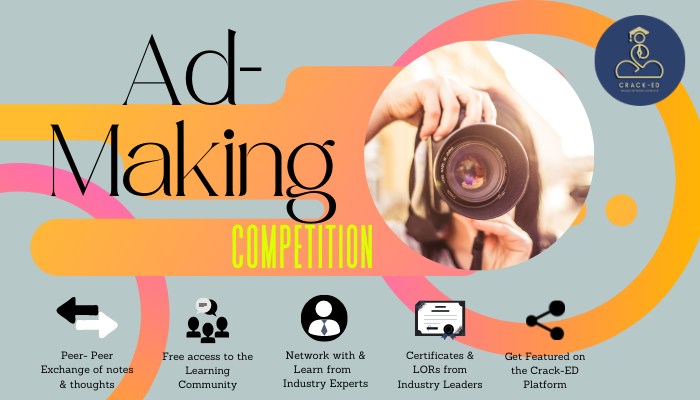 Ad-
Making
COMPETITION
CRACK-ED
Peer- Peer
Exchange of notes
& thoughts
Free access to the
Learning
Community
Network with &
Learn from
Industry Experts
Certificates &
LORs from
Industry Leaders
Get Featured on
the Crack-ED
Platform